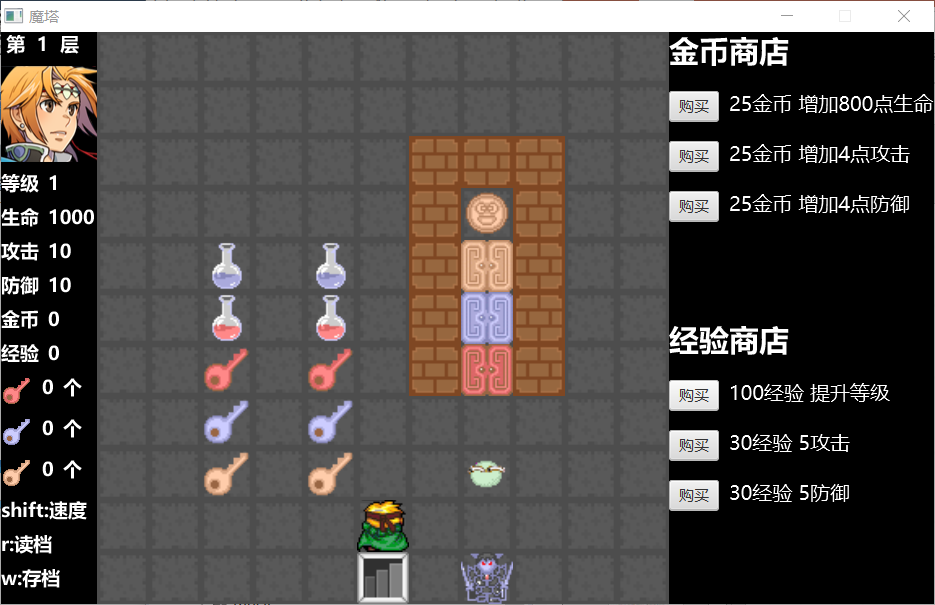 魔塔
第 1 层
等级 1
生命 1000
攻击 10
防御 10
金币 0
经验 0
0 个
0 个
0 个
shift:速度
r:读档
w:存档
金币商店
购买 25金币 增加800点生命
购买 25金币 增加4点攻击
购买 25金币 增加4点防御
经验商店
购买 100经验 提升等级
购买 30经验 5攻击
购买 30经验 5防御